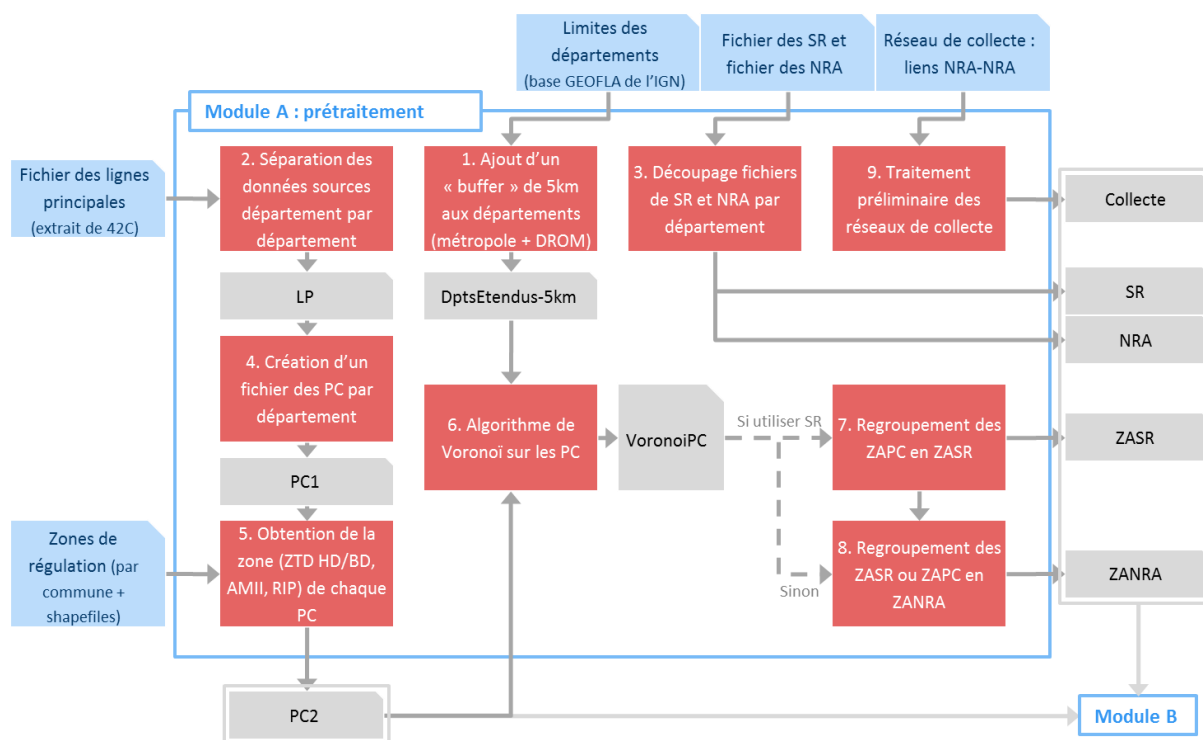 Limites des
départements
(base GEOFLA de l'IGN)
Fichier des SR et
fichier des NRA
Réseau de collecte :
liens NRA-NRA
Module A : prétraitement
Fichier des lignes
principales
(extrait de 42C)
2. Séparation des
données sources
département par
département
1. Ajout d'un
« buffer » de 5km
aux départements
(métropole + DROM)
3. Découpage fichiers
de SR et NRA par
département
9. Traitement
préliminaire des
réseaux de collecte
Collecte
LP
DptsEtendus-5km
SR
NRA
4. Création d'un
fichier des PC par
département
6. Algorithme de
Voronoï sur les PC
VoronoiPC
Si utiliser SR
7. Regroupement des
ZAPC en ZASR
ZASR
PC1
Zones de
régulation (par
commune +
shapefiles)
5. Obtention de la
zone (ZTD HD/BD,
AMII, RIP) de chaque
PC
Sinon
8. Regroupement des
ZASR ou ZAPC en
ZANRA
ZANRA
PC2
Module B